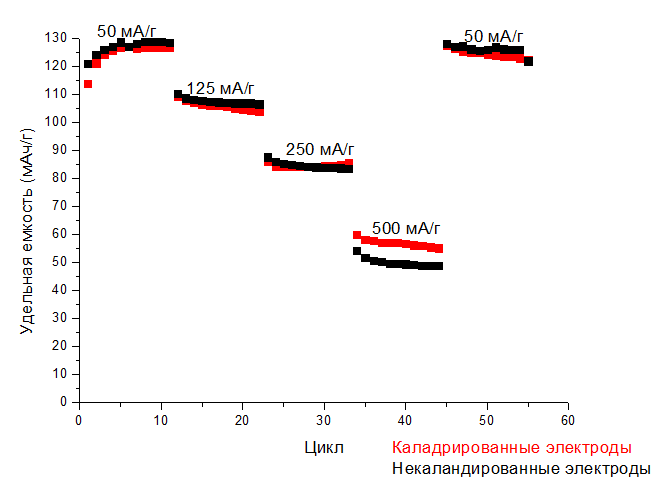 50 мА/г
50 мА/г
125 мА/г
250 мА/г
500 мА/г
130
120
110
100
90
80
70
60
50
40
30
20
10
0
0 10 20 30 40 50 60
Удельная емкость (мАч/г)
Цикл
Каладрированные электроды
Некаландированные электроды